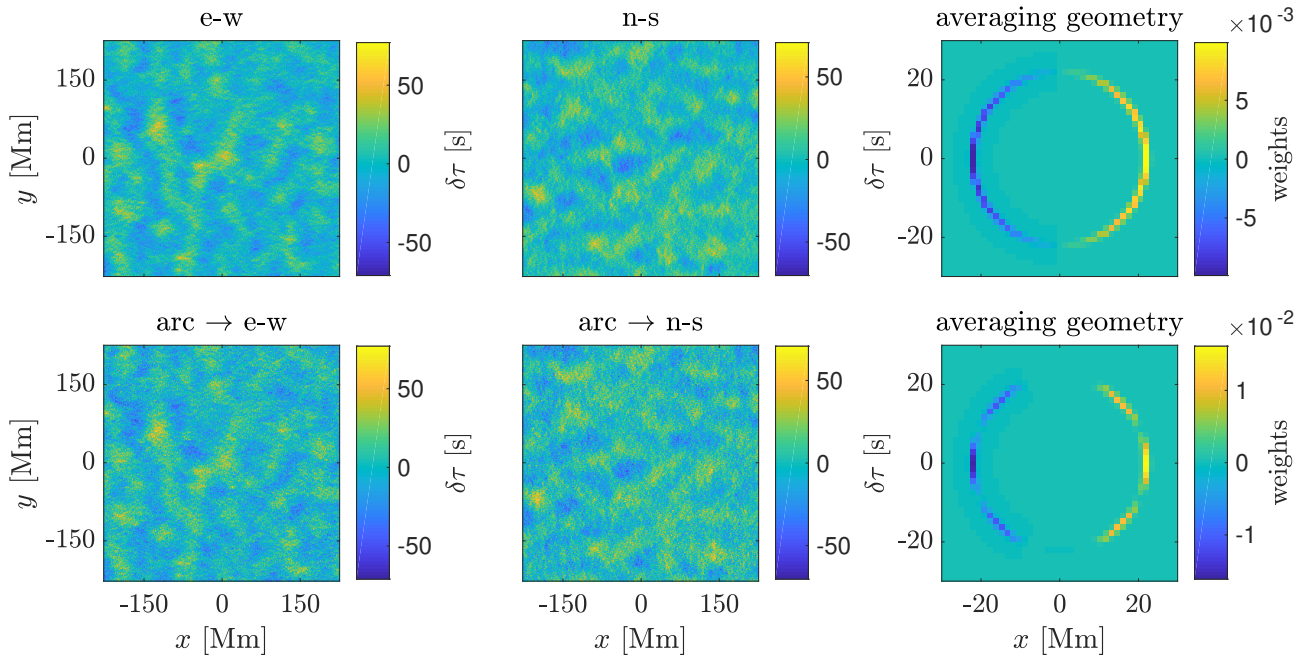 e-w
n-s
averaging geometry
×10⁻³
150
0
-150
y [Mm]
50
0
-50
δτ [s]
50
0
-50
δτ [s]
20
0
-20
5
0
-5
weights
arc → e-w
arc → n-s
averaging geometry
×10⁻²
150
0
-150
y [Mm]
-150 0 150
x [Mm]
50
0
-50
δτ [s]
-150 0 150
x [Mm]
50
0
-50
δτ [s]
20
0
-20
-20 0 20
x [Mm]
1
0
-1
weights